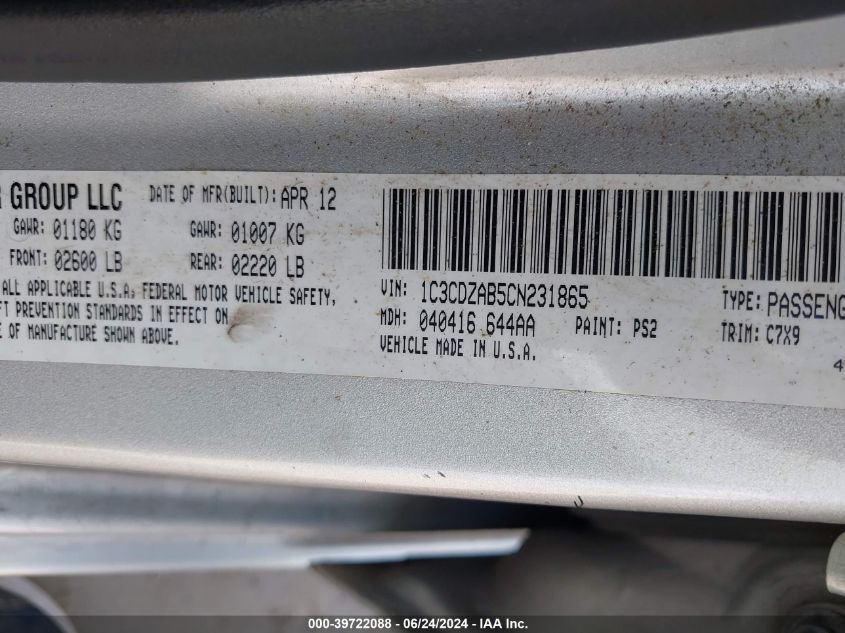 R GROUP LLC DATE OF MFR(BUILT): APR 12
GAWR: 01180 KG GAWR: 01007 KG
FRONT: 02600 LB REAR: 02220 LB
ALL APPLICABLE U.S.A, FEDERAL MOTOR VEHICLE SAFETY,
FT PREVENTION STANDARDS IN EFFECT ON
E OF MANUFACTURE SHOWN ABOVE.
VIN: 1C3CDZAB5CN231865 TYPE: PASSENG
MDH: 040416 644AA PAINT: PS2 TRIM: C7X9
VEHICLE MADE IN U.S.A.
4
000-39722088 - 06/24/2024 - IAA Inc.